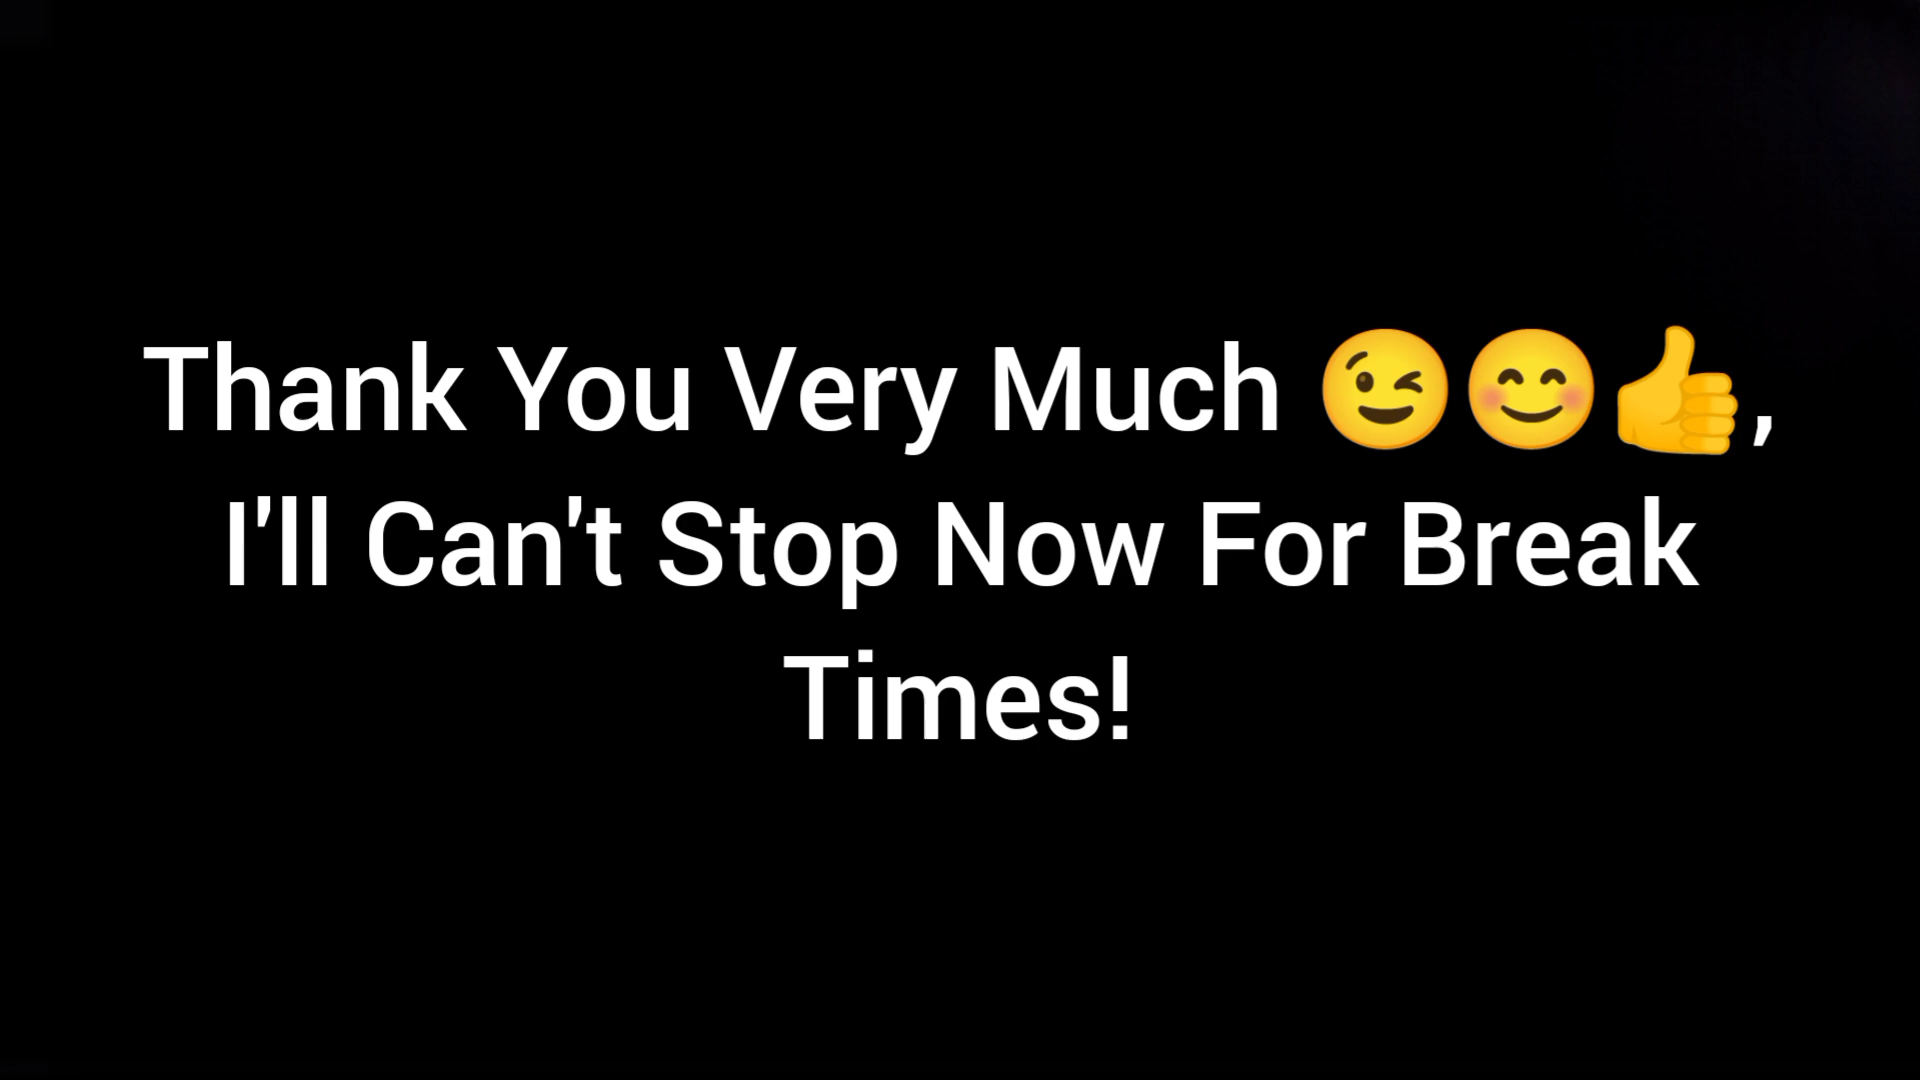 Thank You Very Much 😉😊👍,
I'll Can't Stop Now For Break
Times!